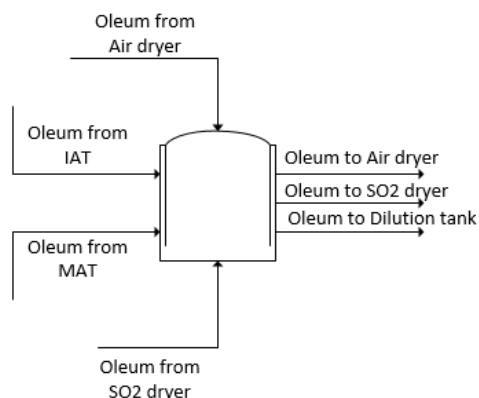 Oleum from
Air dryer
Oleum from
IAT
Oleum to Air dryer
Oleum to SO2 dryer
Oleum to Dilution tank
Oleum from
MAT
Oleum from
SO2 dryer